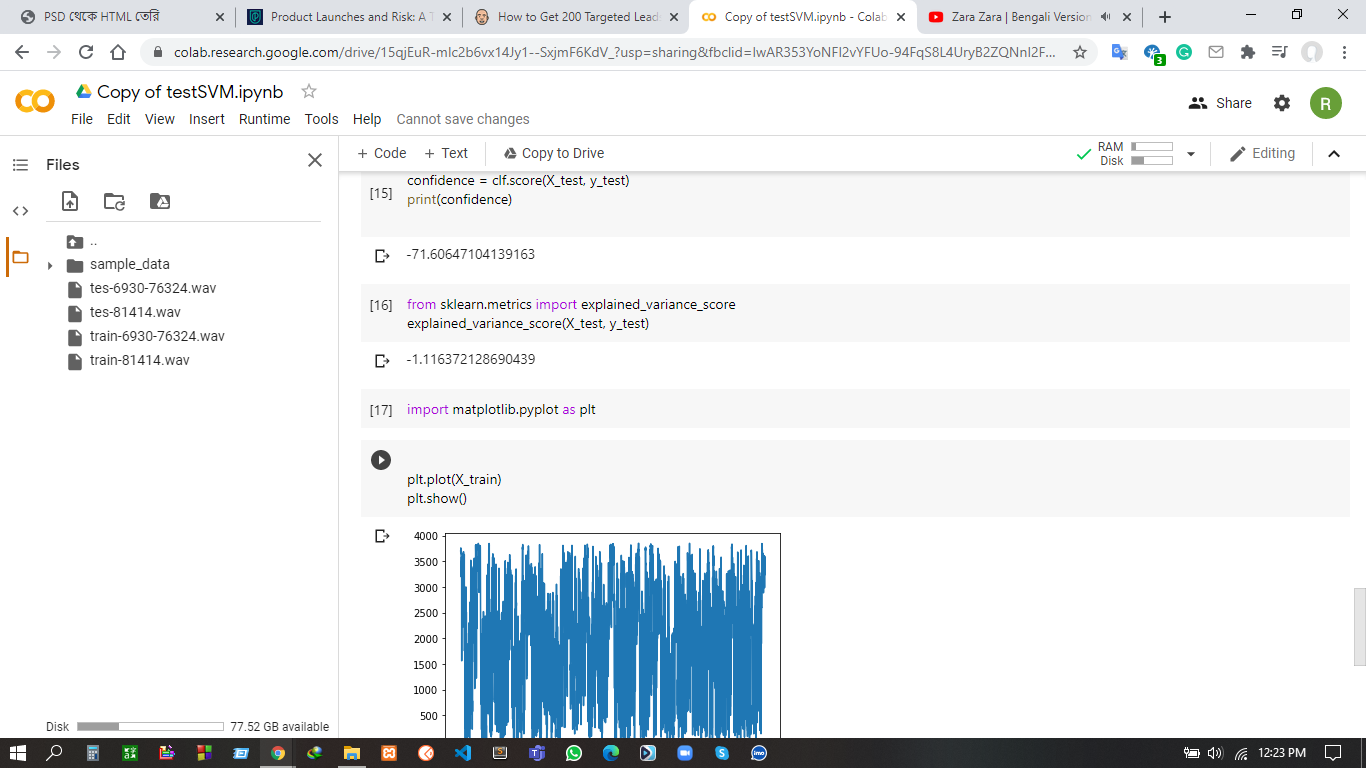 PSD থেকে HTML তৈরি
Product Launches and Risk: A T
How to Get 200 Targeted Lead
Copy of testSVM.ipynb - Colab
Zara Zara | Bengali Version
colab.research.google.com/drive/15qjEuR-mIc2b6vx14Jy1--SxjmF6KdV_?usp=sharing&fbclid=IwAR353YoNFl2vYFUo-94FqS8L4UryB2ZQNnI2F...
3
Copy of testSVM.ipynb
Share
R
File Edit View Insert Runtime Tools Help Cannot save changes
Files
+ Code + Text Copy to Drive
RAM
Disk
Editing
..
sample_data
tes-6930-76324.wav
tes-81414.wav
train-6930-76324.wav
train-81414.wav
Disk 77.52 GB available
[15]
confidence = clf.score(X_test, y_test)
print(confidence)
-71.60647104139163
[16]
from sklearn.metrics import explained_variance_score
explained_variance_score(X_test, y_test)
-1.116372128690439
[17]
import matplotlib.pyplot as plt
plt.plot(X_train)
plt.show()
4000
3500
3000
2500
2000
1500
1000
500
12:23 PM